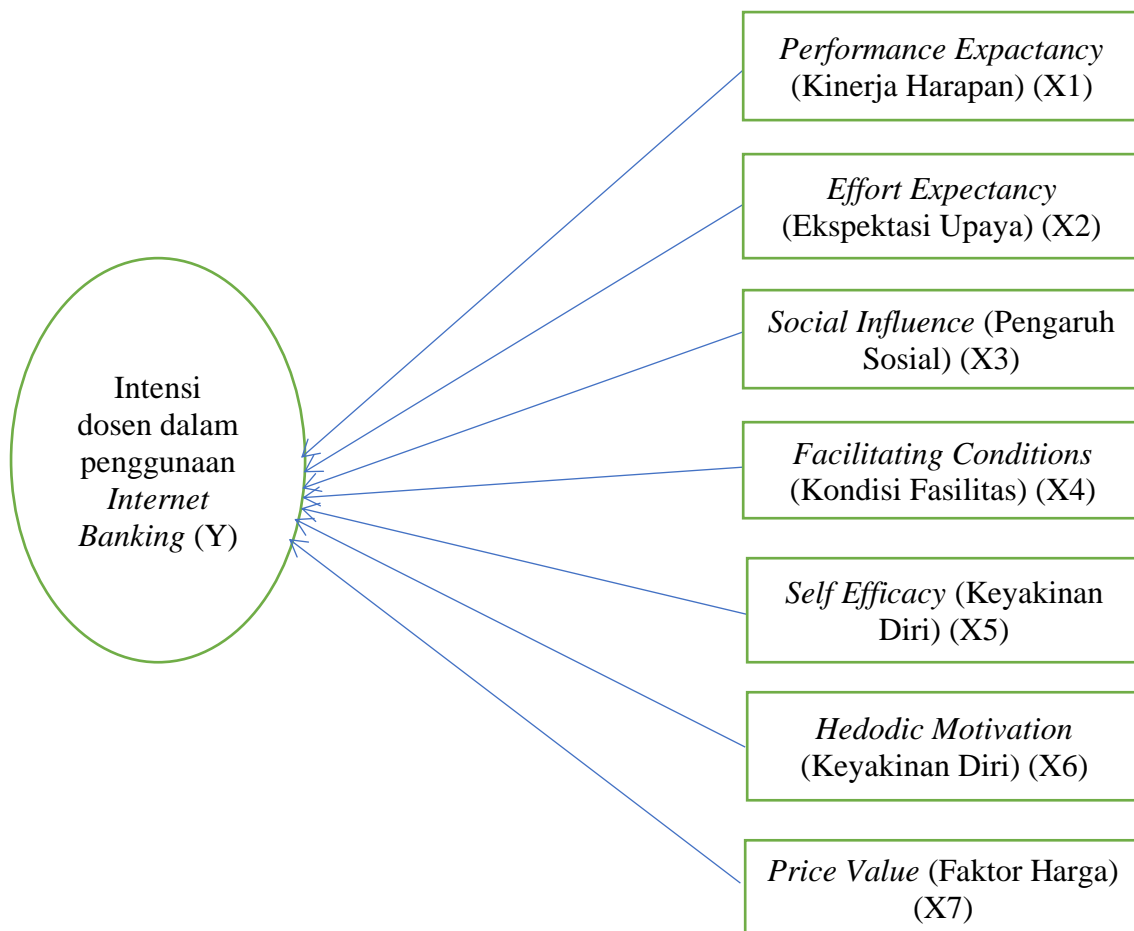 Performance Expactancy
(Kinerja Harapan) (X1)
Effort Expectancy
(Ekspektasi Upaya) (X2)
Social Influence (Pengaruh
Sosial) (X3)
Intensi
dosen dalam
penggunaan
Internet
Banking (Y)
Facilitating Conditions
(Kondisi Fasilitas) (X4)
Self Efficacy (Keyakinan
Diri) (X5)
Hedodic Motivation
(Keyakinan Diri) (X6)
Price Value (Faktor Harga)
(X7)